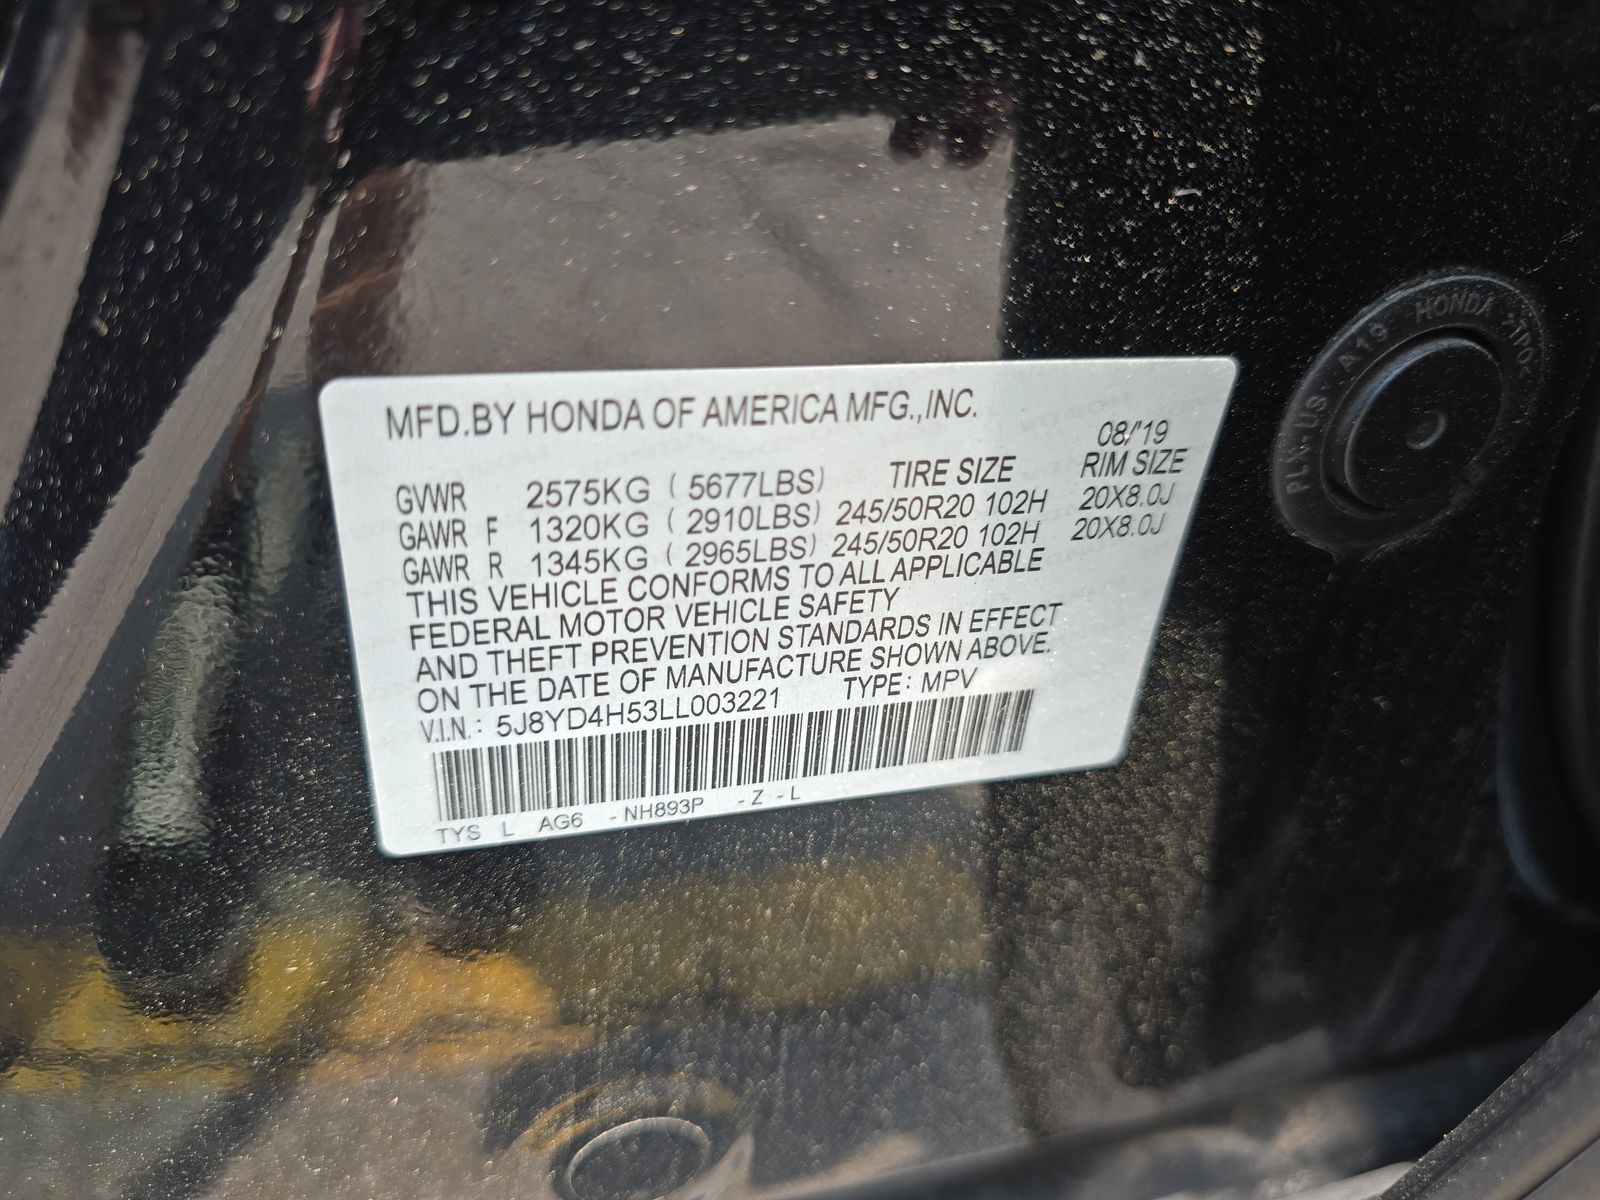 MFD.BY HONDA OF AMERICA MFG.,INC.
08/'19
TIRE SIZE RIM SIZE
GVWR 2575KG ( 5677LBS)
GAWR F 1320KG ( 2910LBS) 245/50R20 102H 20X8.0J
GAWR R 1345KG ( 2965LBS) 245/50R20 102H 20X8.0J
THIS VEHICLE CONFORMS TO ALL APPLICABLE
FEDERAL MOTOR VEHICLE SAFETY
AND THEFT PREVENTION STANDARDS IN EFFECT
ON THE DATE OF MANUFACTURE SHOWN ABOVE.
V.I.N.: 5J8YD4H53LL003221 TYPE: MPV
TYS L AG6 -NH893P -Z -L
PLK-US A19 HONDA